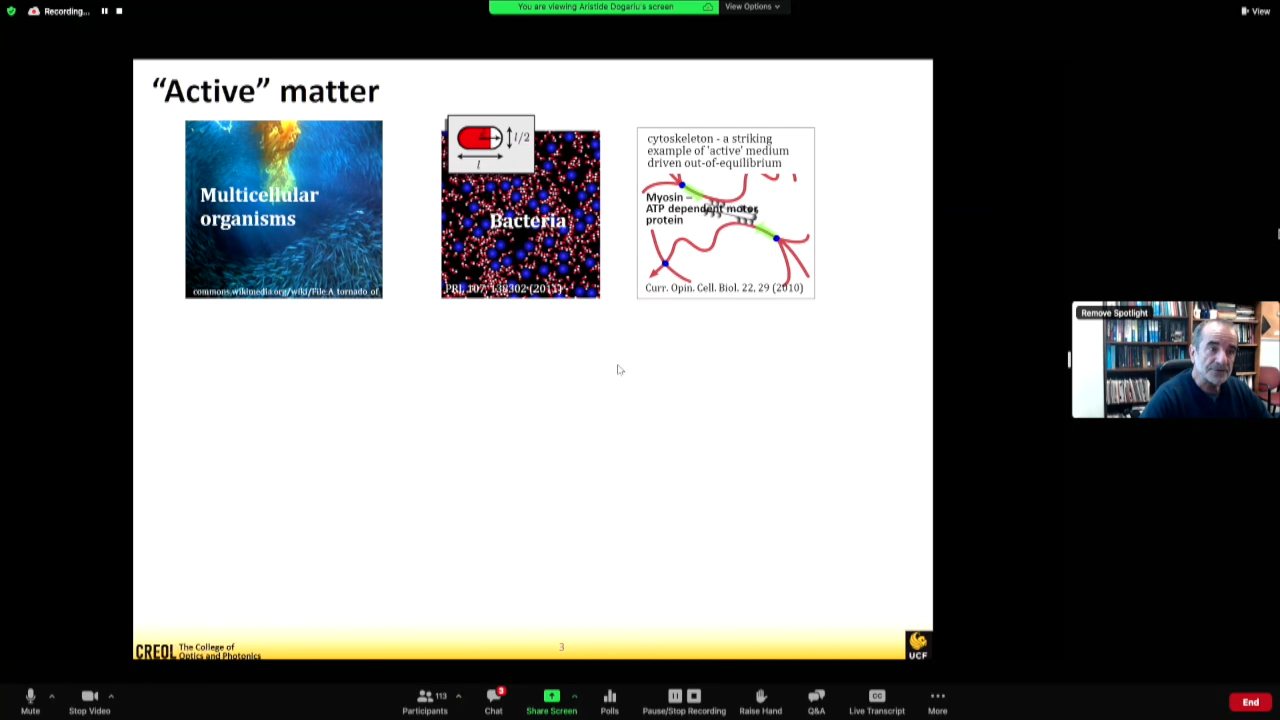 Recording...
You are viewing Aristide Dogariu's screen
View Options
View
"Active" matter
Multicellular
organisms
commons.wikimedia.org/wiki/File A tornado of
l/2
l
Bacteria
cytoskeleton - a striking
example of 'active' medium
driven out-of-equilibrium
Myosin –
ATP dependent motor
protein
Curr. Opin. Cell. Biol. 22, 29 (2010)
Remove Spotlight
CREOL The College of
Optics and Photonics
3
UCF
Mute
Stop Video
Participants
113
Chat
Share Screen
Polls
Pause/Stop Recording
Raise Hand
Q&A
CC
Live Transcript
More
End